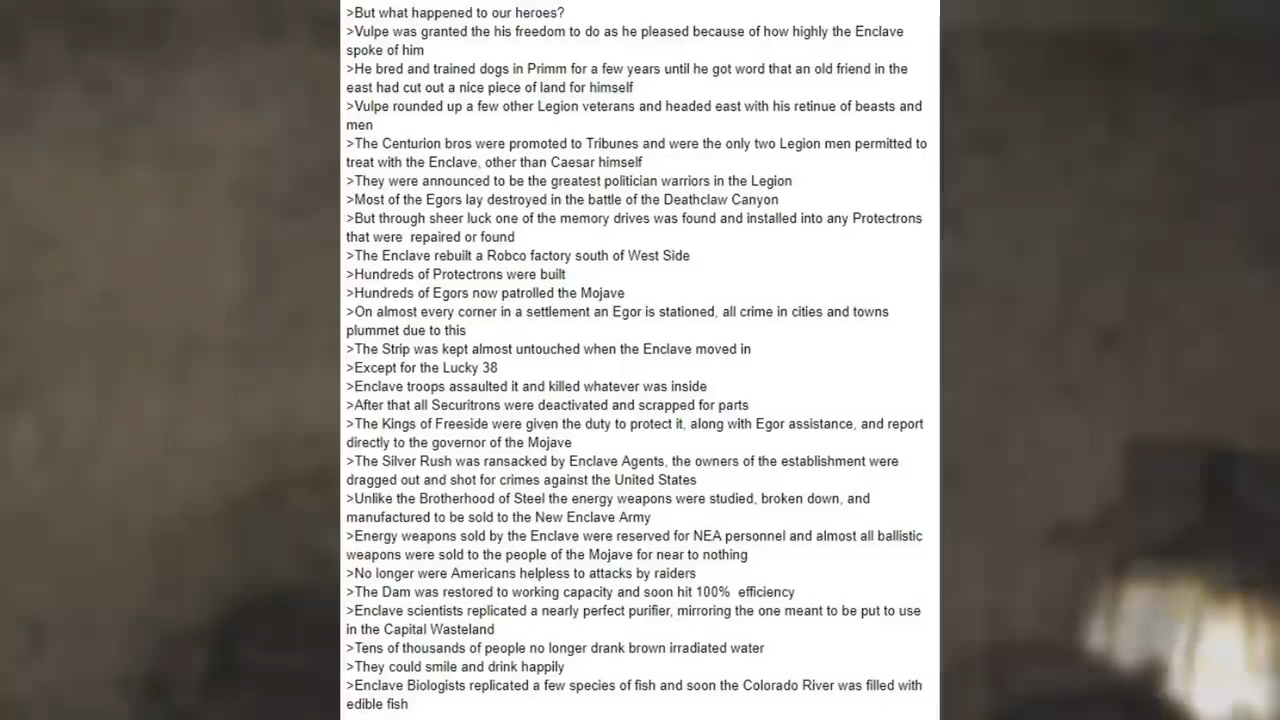 >But what happened to our heroes?
>Vulpe was granted the his freedom to do as he pleased because of how highly the Enclave
spoke of him
>He bred and trained dogs in Primm for a few years until he got word that an old friend in the
east had cut out a nice piece of land for himself
>Vulpe rounded up a few other Legion veterans and headed east with his retinue of beasts and
men
>The Centurion bros were promoted to Tribunes and were the only two Legion men permitted to
treat with the Enclave, other than Caesar himself
>They were announced to be the greatest politician warriors in the Legion
>Most of the Egors lay destroyed in the battle of the Deathclaw Canyon
>But through sheer luck one of the memory drives was found and installed into any Protectrons
that were  repaired or found
>The Enclave rebuilt a Robco factory south of West Side
>Hundreds of Protectrons were built
>Hundreds of Egors now patrolled the Mojave
>On almost every corner in a settlement an Egor is stationed, all crime in cities and towns
plummet due to this
>The Strip was kept almost untouched when the Enclave moved in
>Except for the Lucky 38
>Enclave troops assaulted it and killed whatever was inside
>After that all Securitrons were deactivated and scrapped for parts
>The Kings of Freeside were given the duty to protect it, along with Egor assistance, and report
directly to the governor of the Mojave
>The Silver Rush was ransacked by Enclave Agents, the owners of the establishment were
dragged out and shot for crimes against the United States
>Unlike the Brotherhood of Steel the energy weapons were studied, broken down, and
manufactured to be sold to the New Enclave Army
>Energy weapons sold by the Enclave were reserved for NEA personnel and almost all ballistic
weapons were sold to the people of the Mojave for near to nothing
>No longer were Americans helpless to attacks by raiders
>The Dam was restored to working capacity and soon hit 100%  efficiency
>Enclave scientists replicated a nearly perfect purifier, mirroring the one meant to be put to use
in the Capital Wasteland
>Tens of thousands of people no longer drank brown irradiated water
>They could smile and drink happily
>Enclave Biologists replicated a few species of fish and soon the Colorado River was filled with
edible fish